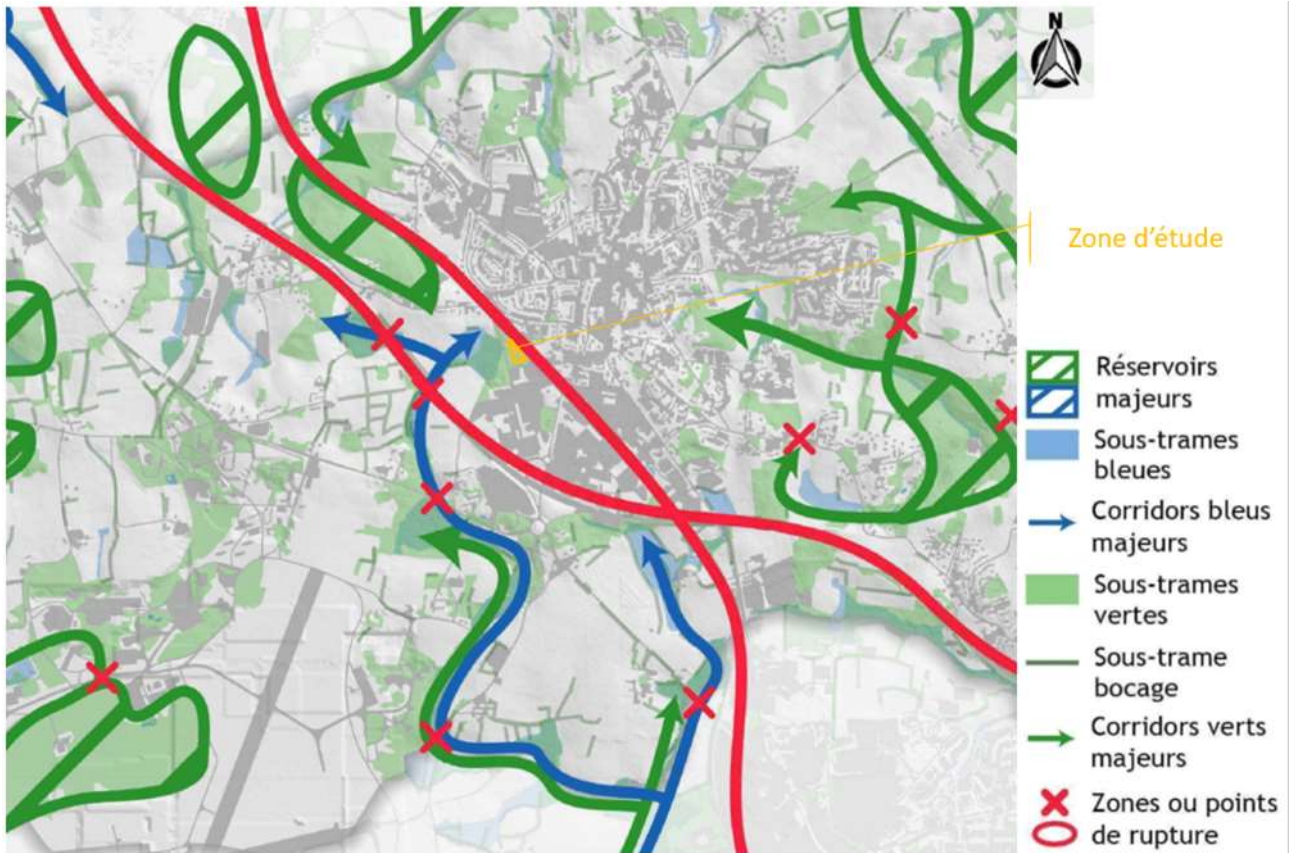 N
Zone d'étude
Réservoirs
majeurs
Sous-trames
bleues
Corridors bleus
majeurs
Sous-trames
vertes
Sous-trame
bocage
Corridors verts
majeurs
Zones ou points
de rupture